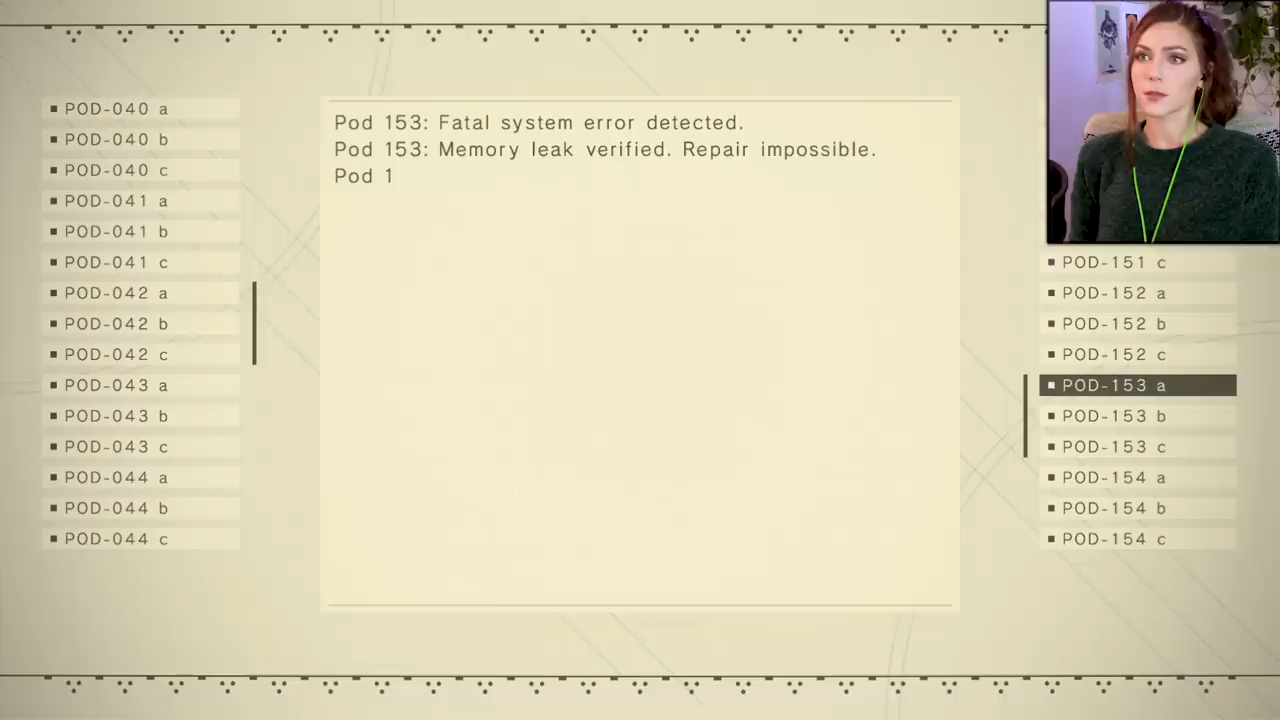 POD-040 a
POD-040 b
POD-040 c
POD-041 a
POD-041 b
POD-041 c
POD-042 a
POD-042 b
POD-042 c
POD-043 a
POD-043 b
POD-043 c
POD-044 a
POD-044 b
POD-044 c
Pod 153: Fatal system error detected.
Pod 153: Memory leak verified. Repair impossible.
Pod 1
POD-151 c
POD-152 a
POD-152 b
POD-152 c
POD-153 a
POD-153 b
POD-153 c
POD-154 a
POD-154 b
POD-154 c